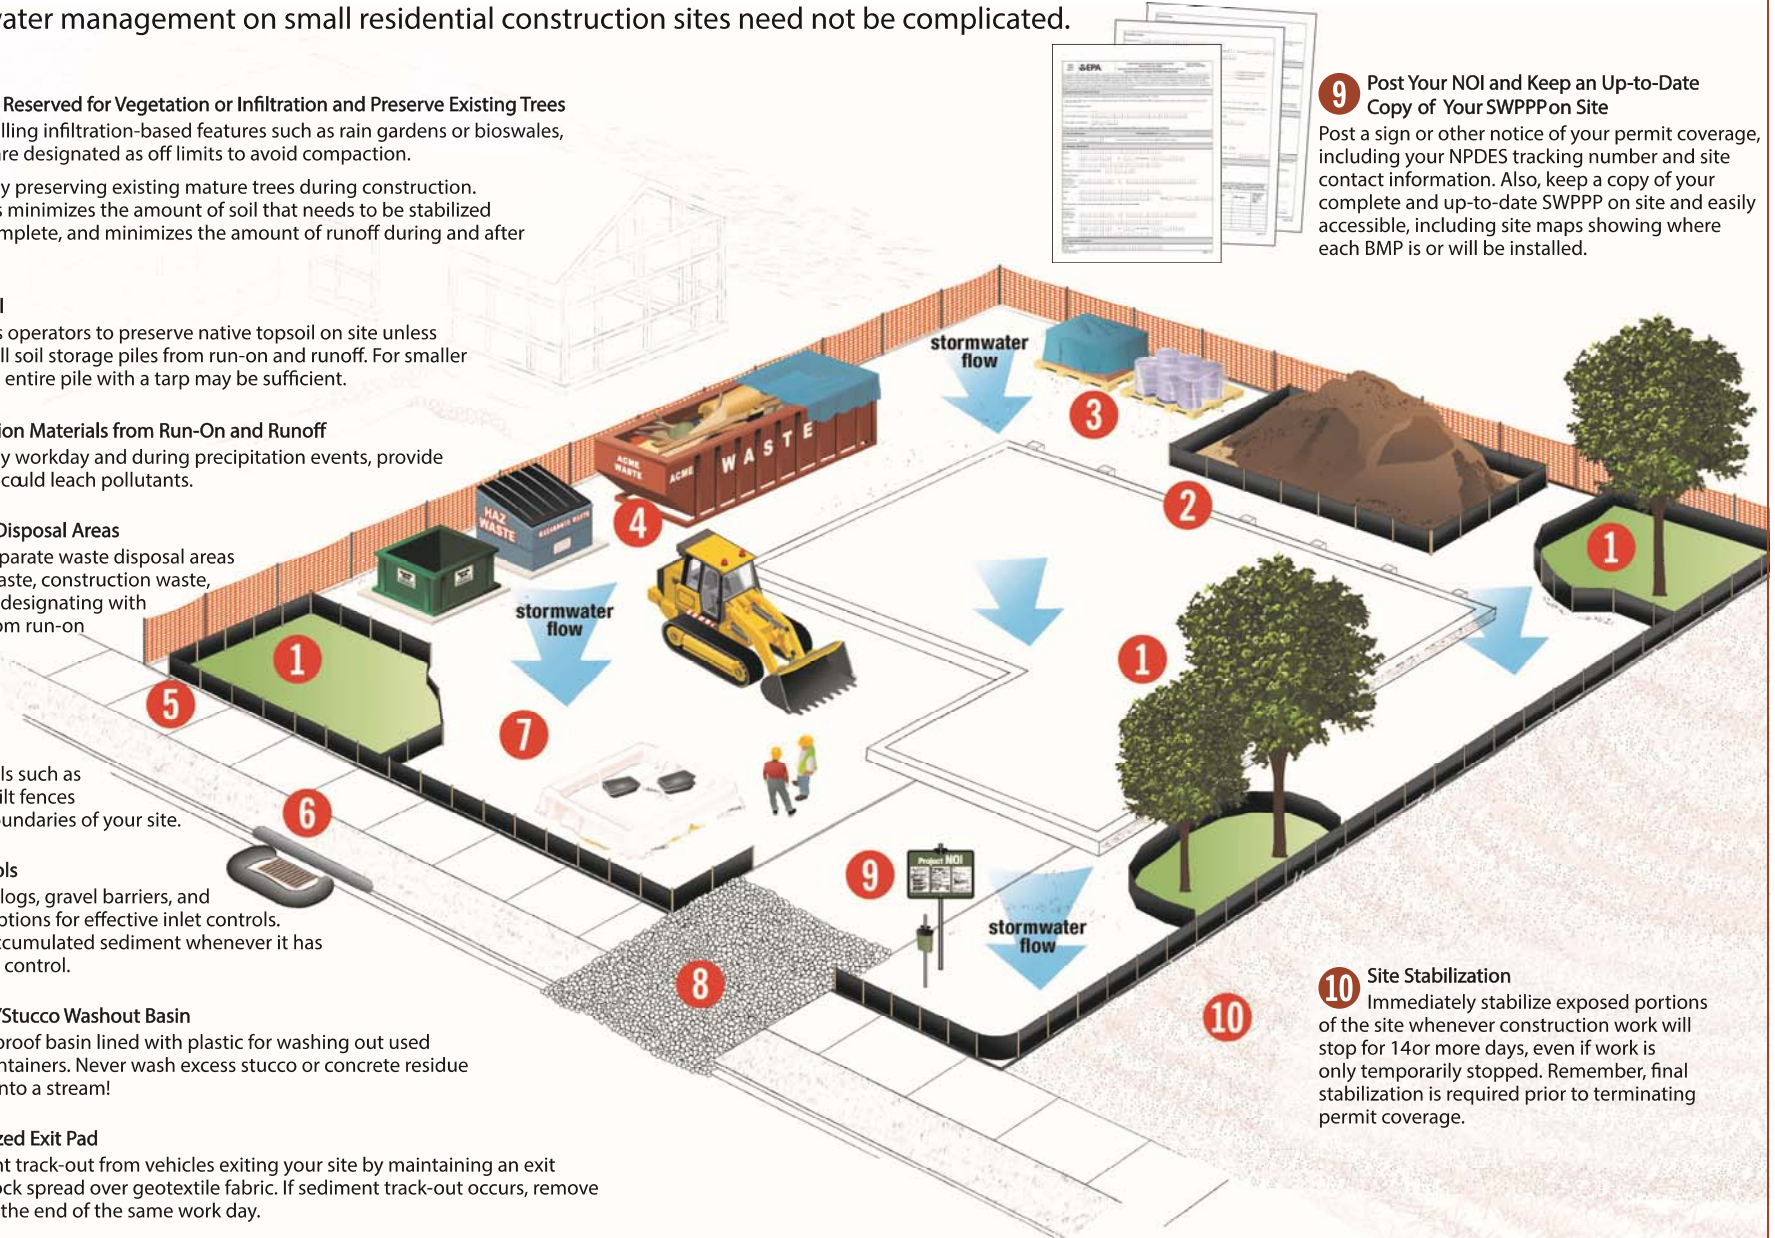 ater management on small residential construction sites need not be complicated.
Reserved for Vegetation or Infiltration and Preserve Existing Trees
lling infiltration-based features such as rain gardens or bioswales,
are designated as off limits to avoid compaction.
y preserving existing mature trees during construction.
s minimizes the amount of soil that needs to be stabilized
mplete, and minimizes the amount of runoff during and after
l
s operators to preserve native topsoil on site unless
ll soil storage piles from run-on and runoff. For smaller
entire pile with a tarp may be sufficient.
ion Materials from Run-On and Runoff
y workday and during precipitation events, provide
could leach pollutants.
Disposal Areas
parate waste disposal areas
aste, construction waste,
designating with
om run-on
ls such as
ilt fences
oundaries of your site.
ols
logs, gravel barriers, and
ptions for effective inlet controls.
ccumulated sediment whenever it has
control.
/Stucco Washout Basin
proof basin lined with plastic for washing out used
ntainers. Never wash excess stucco or concrete residue
nto a stream!
zed Exit Pad
nt track-out from vehicles exiting your site by maintaining an exit
ock spread over geotextile fabric. If sediment track-out occurs, remove
the end of the same work day.
EPA
9 Post Your NOI and Keep an Up-to-Date
Copy of Your SWPPP on Site
Post a sign or other notice of your permit coverage,
including your NPDES tracking number and site
contact information. Also, keep a copy of your
complete and up-to-date SWPPP on site and easily
accessible, including site maps showing where
each BMP is or will be installed.
stormwater
flow
3
ACME
WASTE
ACME WASTE
HAZ
WASTE
HAZARDOUS WASTE
4
2
1
stormwater
flow
1
1
5
7
6
9
Project NOI
stormwater
flow
8
10
10 Site Stabilization
Immediately stabilize exposed portions
of the site whenever construction work will
stop for 14or more days, even if work is
only temporarily stopped. Remember, final
stabilization is required prior to terminating
permit coverage.